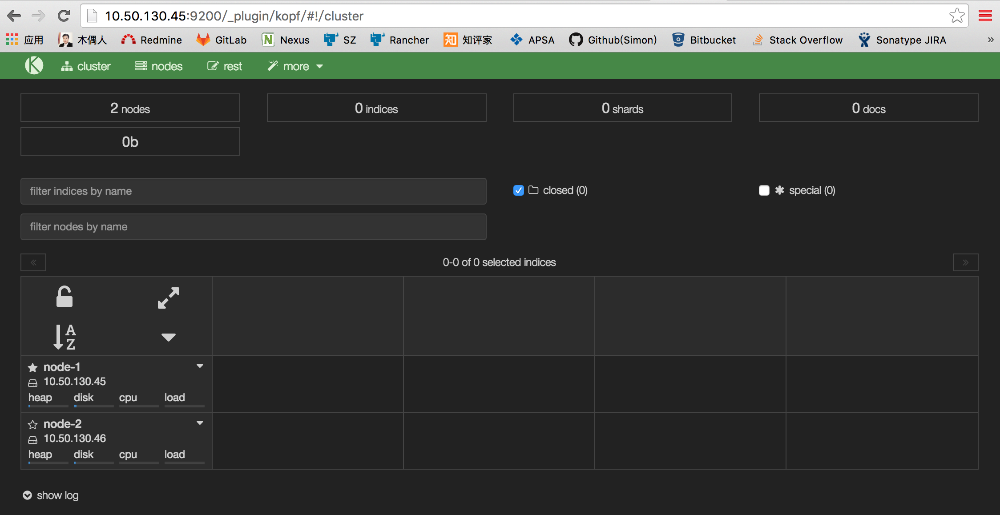 10.50.130.45:9200/_plugin/kopf/#!/cluster
应用 木偶人 Redmine GitLab Nexus SZ Rancher 知评家 APSA Github(Simon) Bitbucket Stack Overflow Sonatype JIRA »
cluster nodes rest more
2 nodes 0 indices 0 shards 0 docs
0b
filter indices by name closed (0) special (0)
filter nodes by name
« 0-0 of 0 selected indices »
A
Z
node-1
10.50.130.45
heap disk cpu load
node-2
10.50.130.46
heap disk cpu load
show log